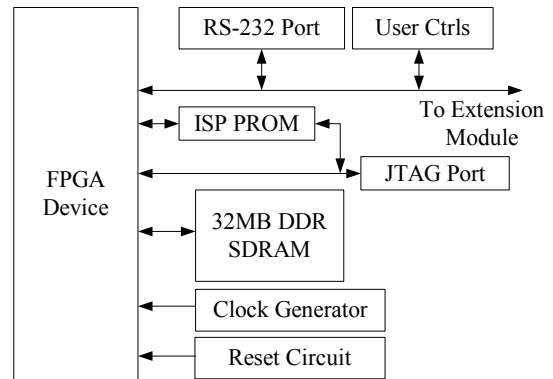 RS-232 Port
User Ctrls
To Extension
Module
ISP PROM
JTAG Port
FPGA
Device
32MB DDR
SDRAM
Clock Generator
Reset Circuit